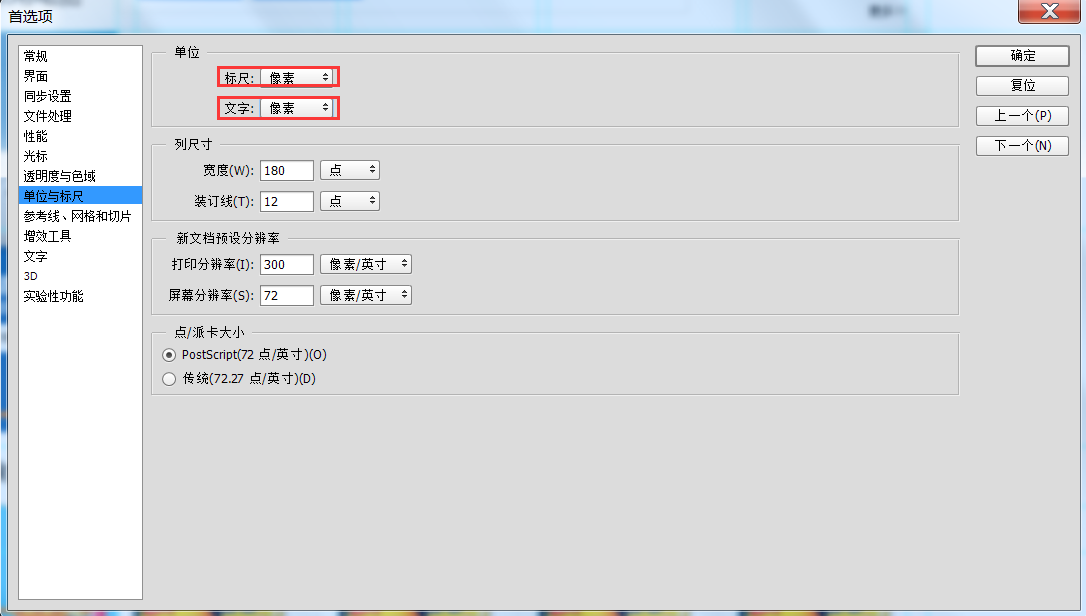 首选项
常规
界面
同步设置
文件处理
性能
光标
透明度与色域
单位与标尺
参考线、网格和切片
增效工具
文字
3D
实验性功能
单位
标尺: 像素
文字: 像素
列尺寸
宽度(W): 180 点
装订线(T): 12 点
新文档预设分辨率
打印分辨率(I): 300 像素/英寸
屏幕分辨率(S): 72 像素/英寸
点/派卡大小
PostScript(72 点/英寸)(O)
传统(72.27 点/英寸)(D)
确定
复位
上一个(P)
下一个(N)